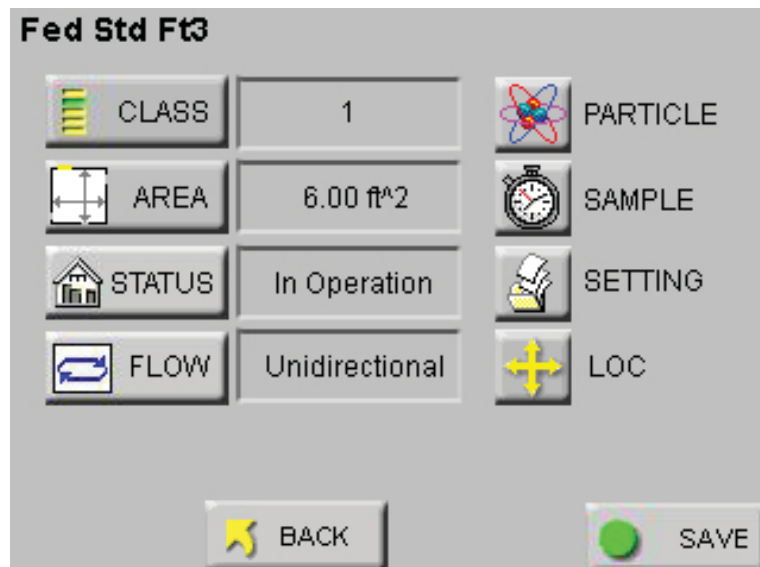 Fed Std Ft3
CLASS 1 PARTICLE
AREA 6.00 ft^2 SAMPLE
STATUS In Operation SETTING
FLOW Unidirectional LOC
BACK SAVE